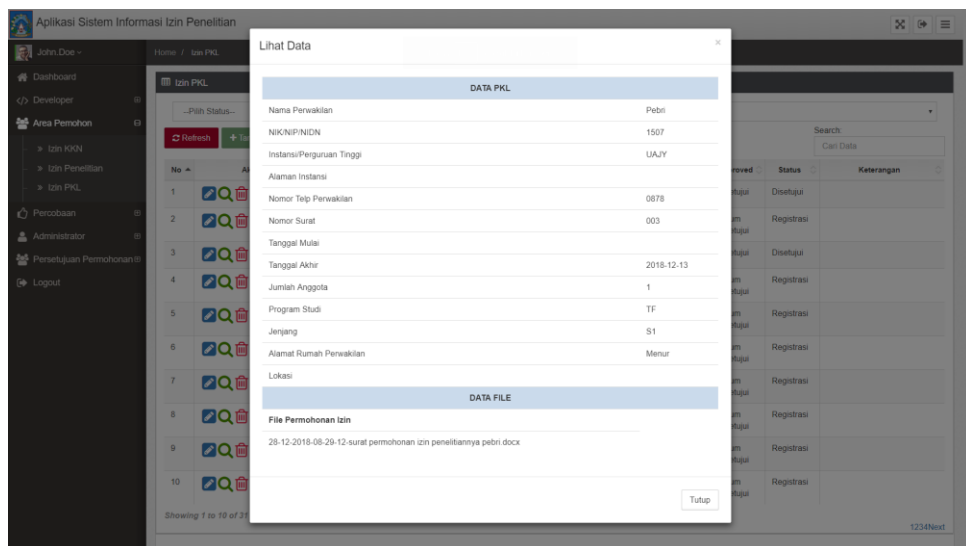 Aplikasi Sistem Informasi Izin Penelitian
John.Doe
Home / Izin PKL
Dashboard
Developer
Area Pemohon
» Izin KKN
» Izin Penelitian
» Izin PKL
Percobaan
Administrator
Persetujuan Permohonan
Logout
Izin PKL
--Pilih Status--
Refresh
Search:
Cari Data
No Status Keterangan
1 Disetujui
2 Registrasi
3 Disetujui
4 Registrasi
5 Registrasi
6 Registrasi
7 Registrasi
8 Registrasi
9 Registrasi
10 Registrasi
Showing 1 to 10 of 31
1234Next
Lihat Data ×
DATA PKL
Nama Perwakilan Pebri
NIK/NIP/NIDN 1507
Instansi/Perguruan Tinggi UAJY
Alaman Instansi
Nomor Telp Perwakilan 0878
Nomor Surat 003
Tanggal Mulai
Tanggal Akhir 2018-12-13
Jumlah Anggota 1
Program Studi TF
Jenjang S1
Alamat Rumah Perwakilan Menur
Lokasi
DATA FILE
File Permohonan Izin
28-12-2018-08-29-12-surat permohonan izin penelitiannya pebri.docx
Tutup